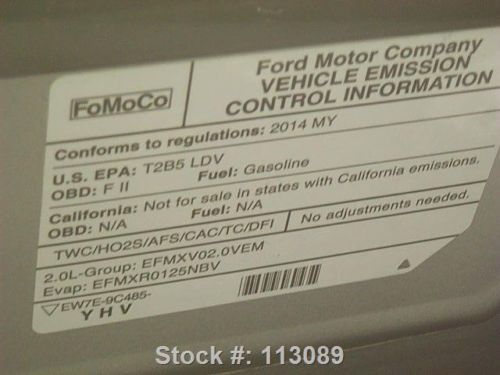 FoMoCo
Ford Motor Company
VEHICLE EMISSION
CONTROL INFORMATION
Conforms to regulations: 2014 MY
U.S. EPA: T2B5 LDV
OBD: F II Fuel: Gasoline
California: Not for sale in states with California emissions.
OBD: N/A Fuel: N/A
TWC/HO2S/AFS/CAC/TC/DFI No adjustments needed.
2.0L-Group: EFMXV02.0VEM
Evap: EFMXR0125NBV
EW7E-9C485-
YHV
Stock #: 113089